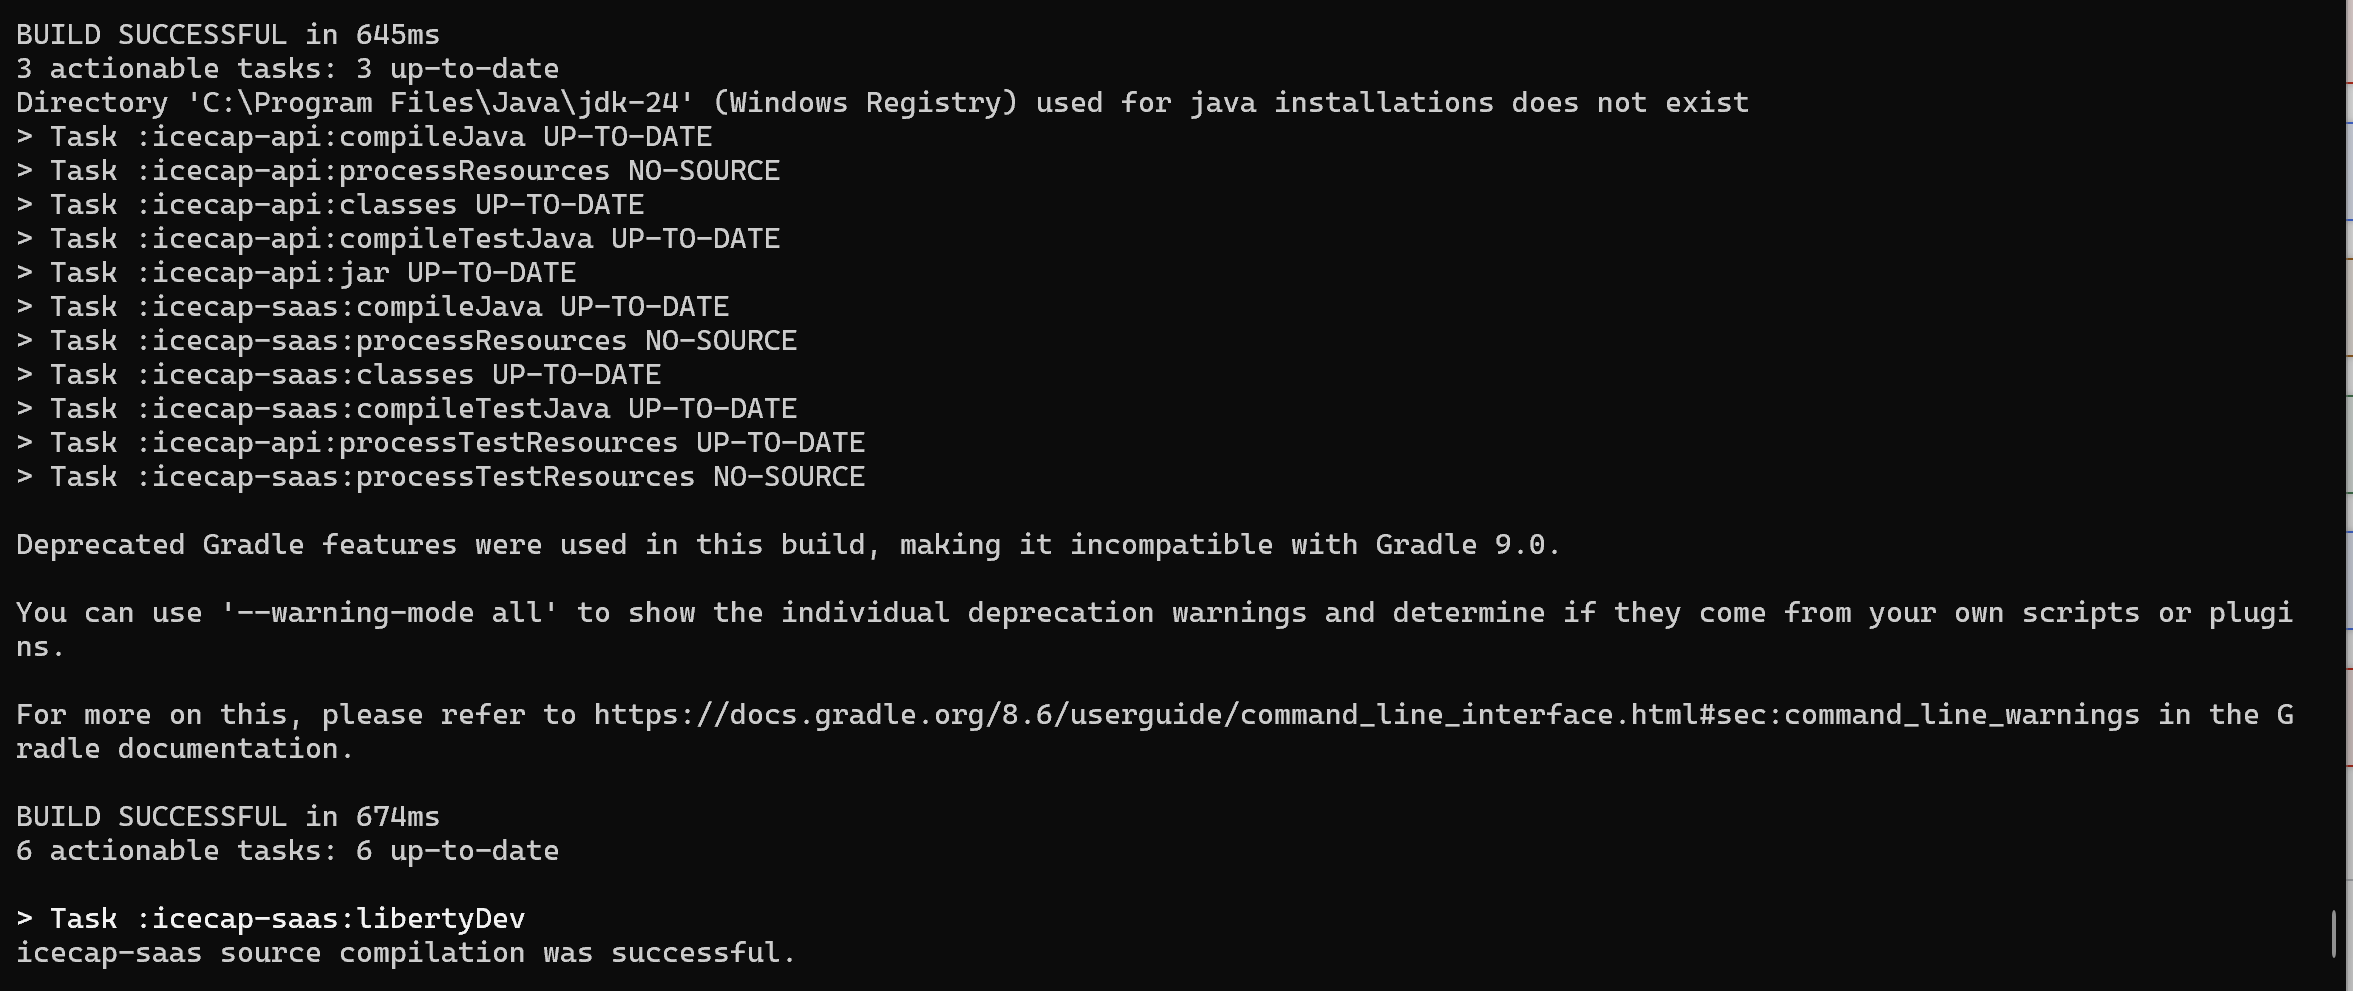 BUILD SUCCESSFUL in 645ms
3 actionable tasks: 3 up-to-date
Directory 'C:\Program Files\Java\jdk-24' (Windows Registry) used for java installations does not exist
> Task :icecap-api:compileJava UP-TO-DATE
> Task :icecap-api:processResources NO-SOURCE
> Task :icecap-api:classes UP-TO-DATE
> Task :icecap-api:compileTestJava UP-TO-DATE
> Task :icecap-api:jar UP-TO-DATE
> Task :icecap-saas:compileJava UP-TO-DATE
> Task :icecap-saas:processResources NO-SOURCE
> Task :icecap-saas:classes UP-TO-DATE
> Task :icecap-saas:compileTestJava UP-TO-DATE
> Task :icecap-api:processTestResources UP-TO-DATE
> Task :icecap-saas:processTestResources NO-SOURCE

Deprecated Gradle features were used in this build, making it incompatible with Gradle 9.0.

You can use '--warning-mode all' to show the individual deprecation warnings and determine if they come from your own scripts or plugi
ns.

For more on this, please refer to https://docs.gradle.org/8.6/userguide/command_line_interface.html#sec:command_line_warnings in the G
radle documentation.

BUILD SUCCESSFUL in 674ms
6 actionable tasks: 6 up-to-date

> Task :icecap-saas:libertyDev
icecap-saas source compilation was successful.